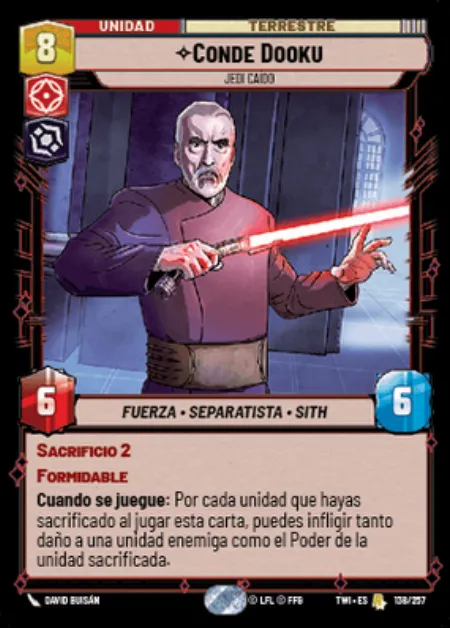 UNIDAD
TERRESTRE
8
CONDE DOOKU
JEDI CAÍDO
6
6
FUERZA • SEPARATISTA • SITH
SACRIFICIO 2
FORMIDABLE
Cuando se juegue: Por cada unidad que hayas
sacrificado al jugar esta carta, puedes infligir tanto
daño a una unidad enemiga como el Poder de la
unidad sacrificada.
DAVID BUISÁN
© LFL © FFG
TWI • ES
138/257